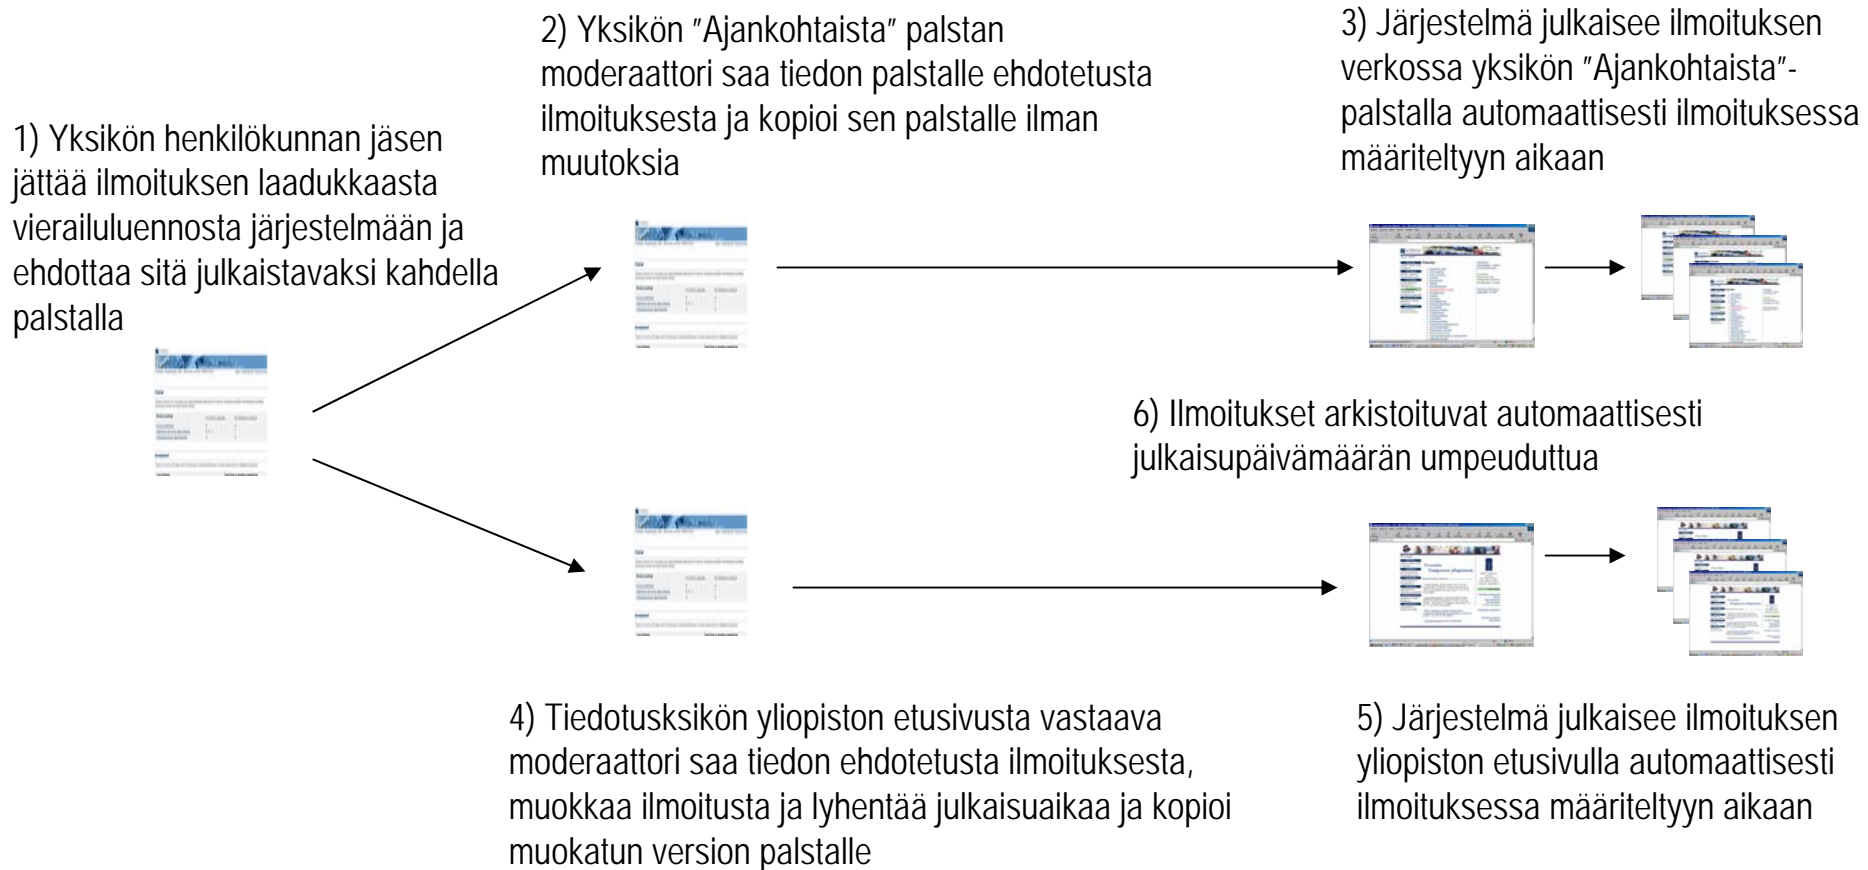 1) Yksikön henkilökunnan jäsen
jättää ilmoituksen laadukkaasta
vierailuluennosta järjestelmään ja
ehdottaa sitä julkaistavaksi kahdella
palstalla
2) Yksikön "Ajankohtaista" palstan
moderaattori saa tiedon palstalle ehdotetusta
ilmoituksesta ja kopioi sen palstalle ilman
muutoksia
3) Järjestelmä julkaisee ilmoituksen
verkossa yksikön "Ajankohtaista"-
palstalla automaattisesti ilmoituksessa
määriteltyyn aikaan
4) Tiedotusksikön yliopiston etusivusta vastaava
moderaattori saa tiedon ehdotetusta ilmoituksesta,
muokkaa ilmoitusta ja lyhentää julkaisuaikaa ja kopioi
muokatun version palstalle
5) Järjestelmä julkaisee ilmoituksen
yliopiston etusivulla automaattisesti
ilmoituksessa määriteltyyn aikaan
6) Ilmoitukset arkistoituvat automaattisesti
julkaisupäivämäärän umpeuduttua